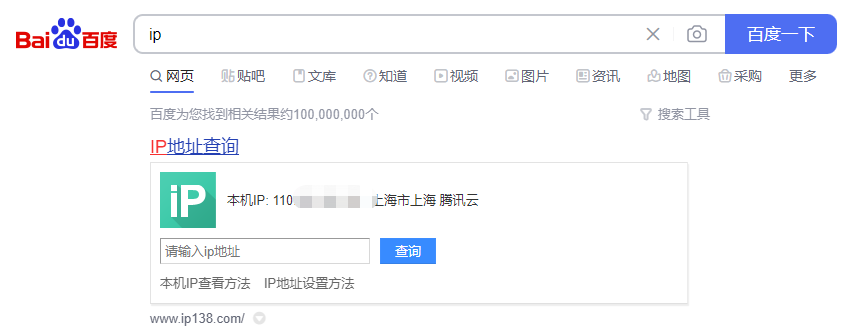 Bai du 百度 ip 百度一下
网页 贴吧 文库 知道 视频 图片 资讯 地图 采购 更多
百度为您找到相关结果约100,000,000个 搜索工具
IP地址查询
iP 本机IP: 110 上海市上海 腾讯云
请输入ip地址 查询
本机IP查看方法 IP地址设置方法
www.ip138.com/